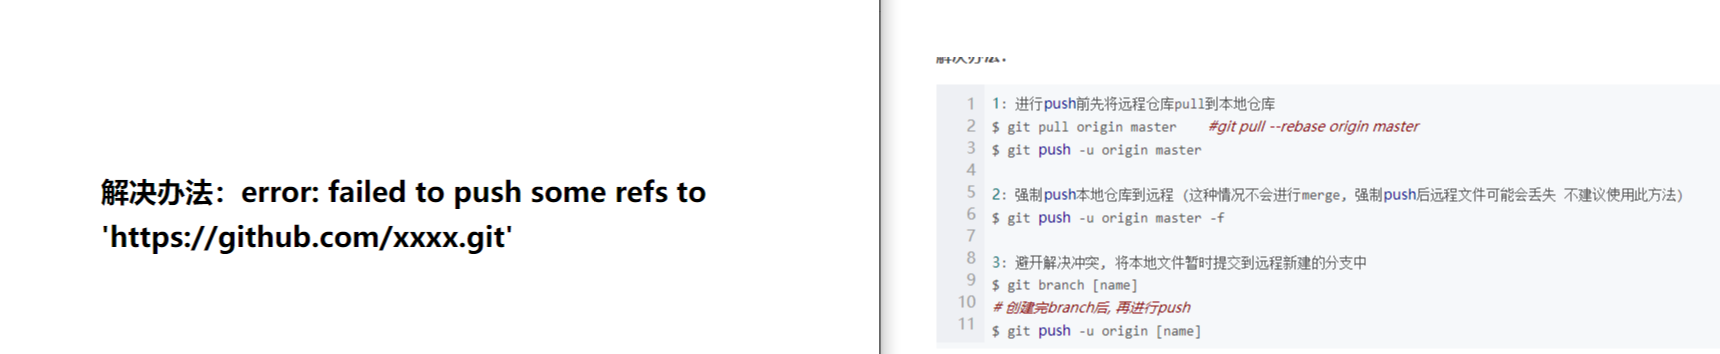 解决办法：error: failed to push some refs to
'https://github.com/xxxx.git'
解决办法：
1 1: 进行push前先将远程仓库pull到本地仓库
2 $ git pull origin master #git pull --rebase origin master
3 $ git push -u origin master
4
5 2: 强制push本地仓库到远程 (这种情况不会进行merge, 强制push后远程文件可能会丢失 不建议使用此方法)
6 $ git push -u origin master -f
7
8 3: 避开解决冲突, 将本地文件暂时提交到远程新建的分支中
9 $ git branch [name]
10 # 创建完branch后, 再进行push
11 $ git push -u origin [name]